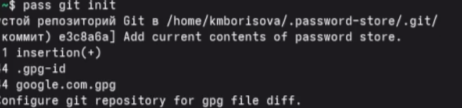 ~$ pass git init
стой репозиторий Git в /home/kmborisova/.password-store/.git/
коммит) e3c8a6a] Add current contents of password store.
1 insertion(+)
4 .gpg-id
4 google.com.gpg
onfigure git repository for gpg file diff.